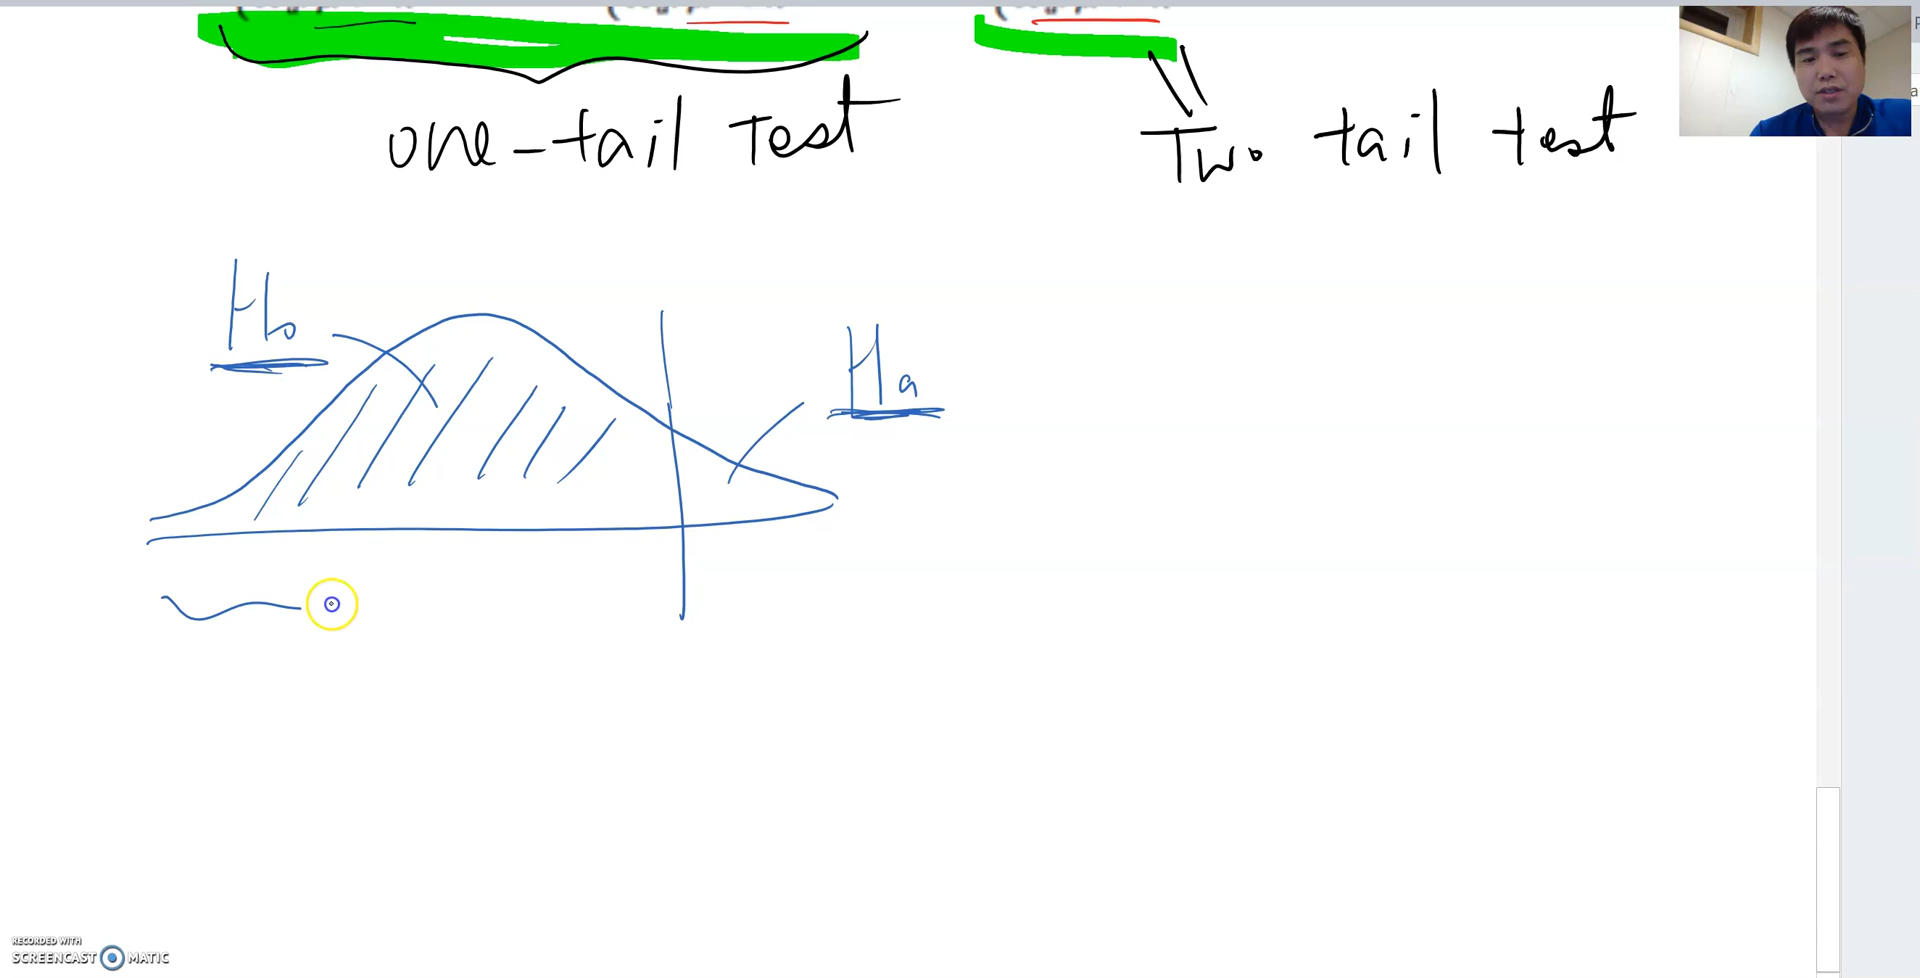 one-tail Test
Two tail test
Ho
Ha
RECORDED WITH
SCREENCAST MATIC